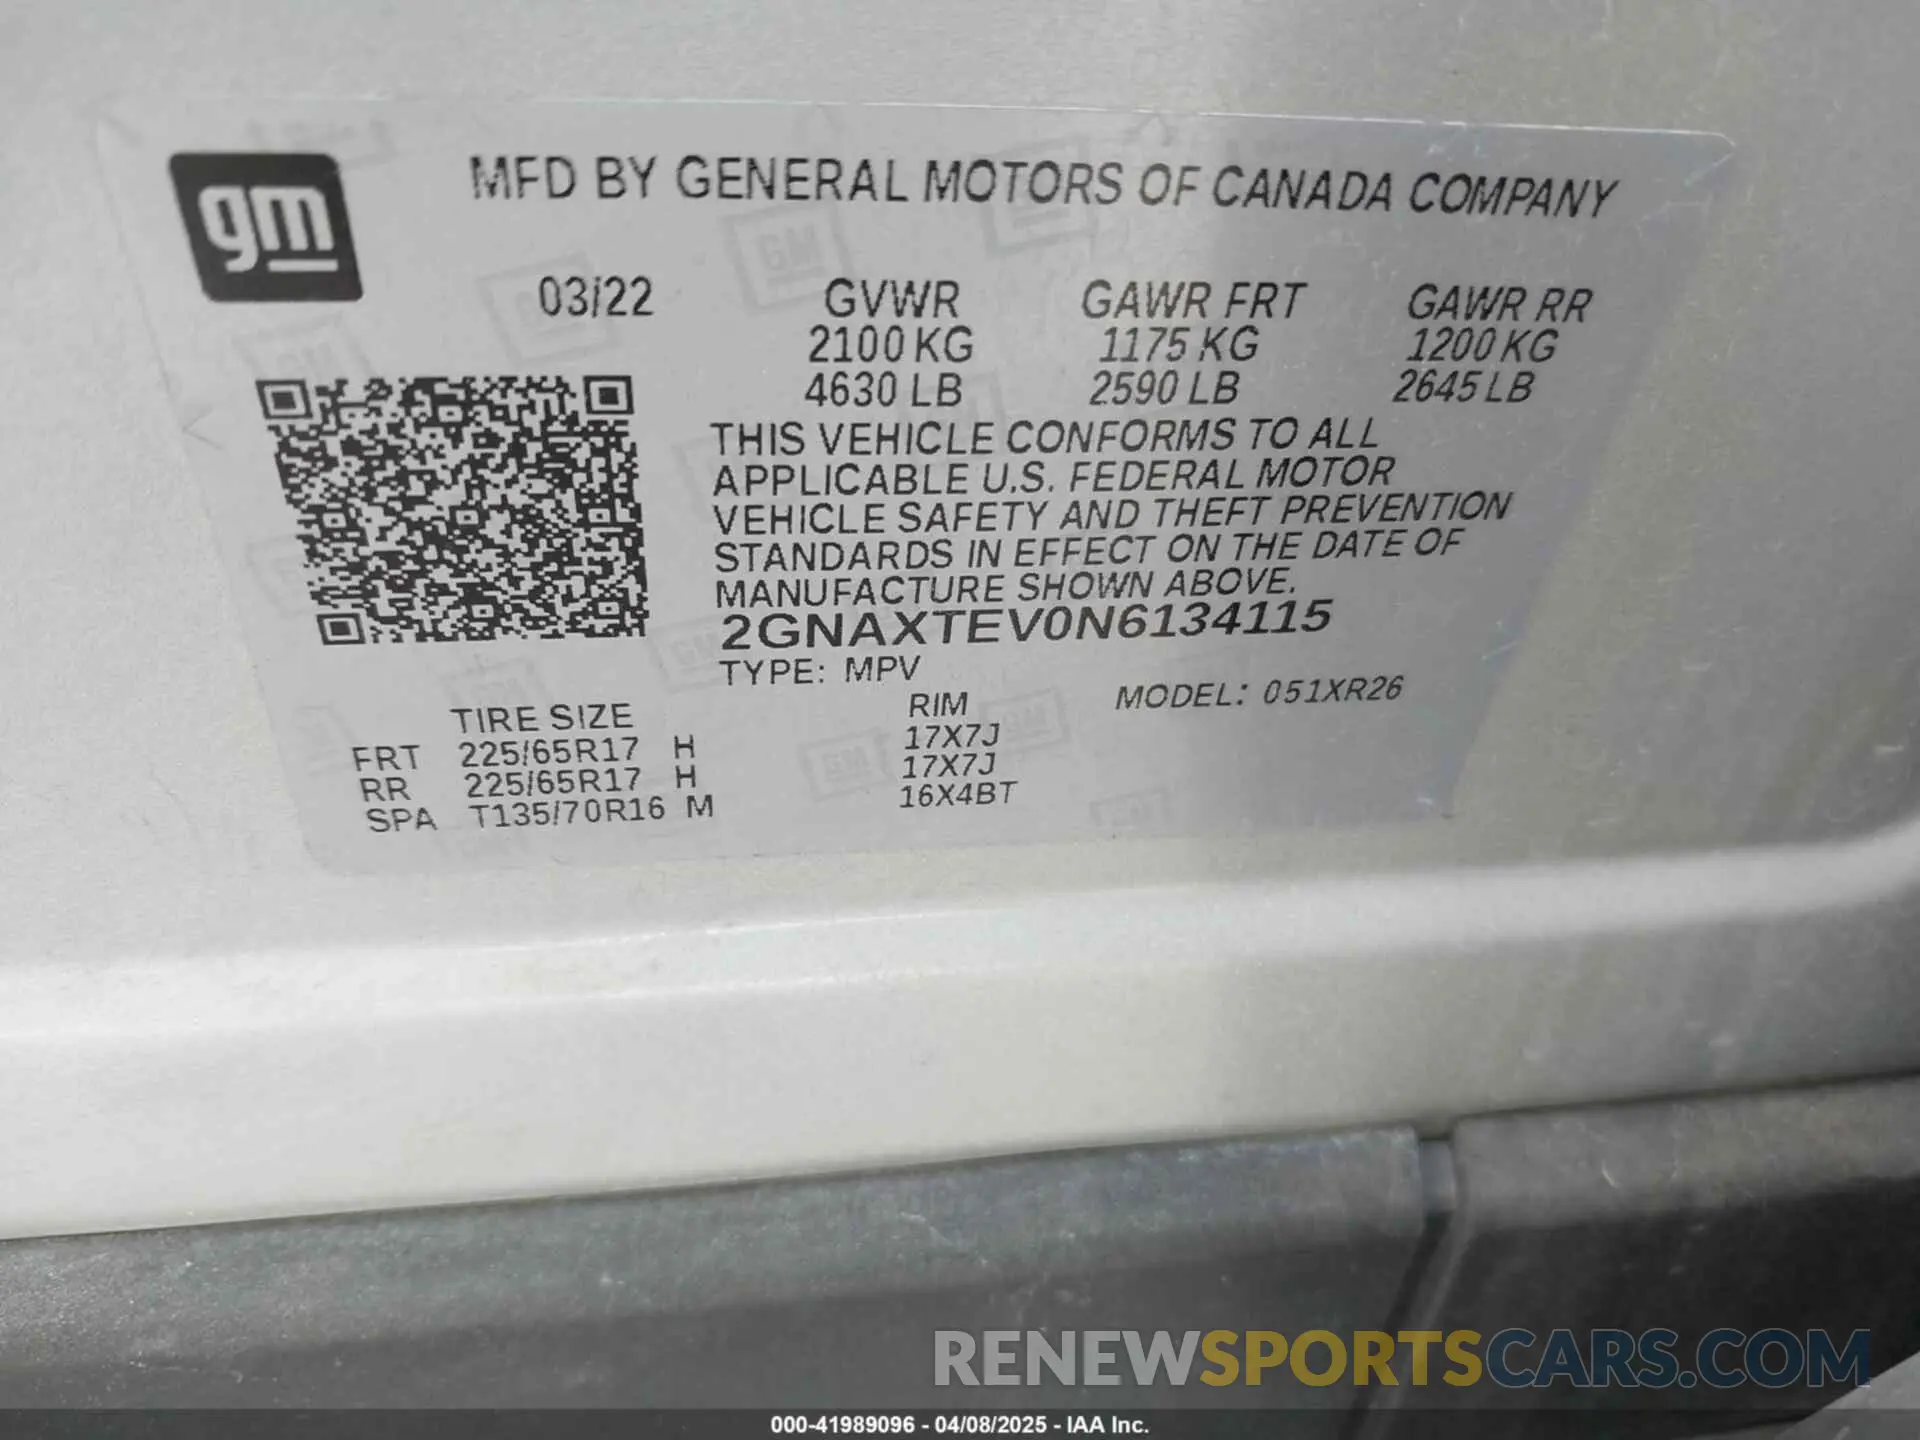 gm
MFD BY GENERAL MOTORS OF CANADA COMPANY
03/22 GVWR GAWR FRT GAWR RR
2100 KG 1175 KG 1200 KG
4630 LB 2590 LB 2645 LB
THIS VEHICLE CONFORMS TO ALL
APPLICABLE U.S. FEDERAL MOTOR
VEHICLE SAFETY AND THEFT PREVENTION
STANDARDS IN EFFECT ON THE DATE OF
MANUFACTURE SHOWN ABOVE.
2GNAXTEV0N6134115
TYPE: MPV
TIRE SIZE RIM MODEL: 051XR26
FRT 225/65R17 H 17X7J
RR 225/65R17 H 17X7J
SPA T135/70R16 M 16X4BT
RENEWSPORTSCARS.COM
000-41989096 - 04/08/2025 - IAA Inc.